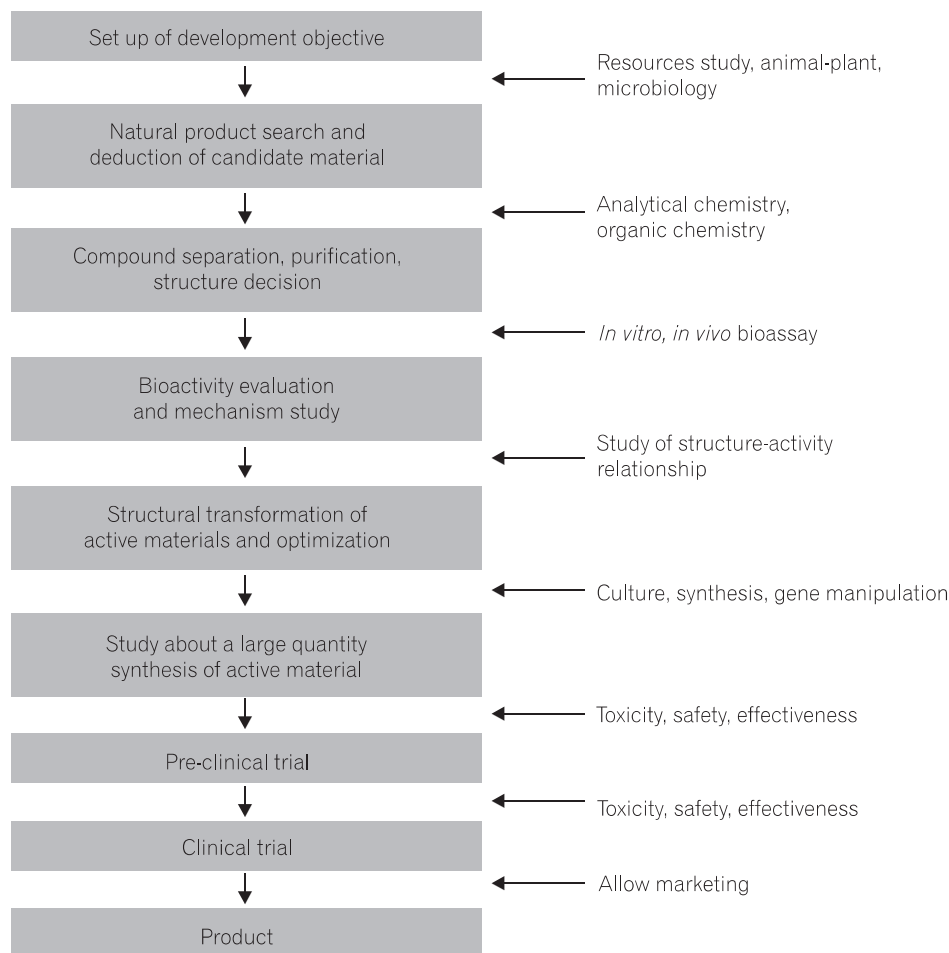 Set up of development objective
Resources study, animal-plant,
microbiology
Natural product search and
deduction of candidate material
Analytical chemistry,
organic chemistry
Compound separation, purification,
structure decision
In vitro, in vivo bioassay
Bioactivity evaluation
and mechanism study
Study of structure-activity
relationship
Structural transformation of
active materials and optimization
Culture, synthesis, gene manipulation
Study about a large quantity
synthesis of active material
Toxicity, safety, effectiveness
Pre-clinical trial
Toxicity, safety, effectiveness
Clinical trial
Allow marketing
Product